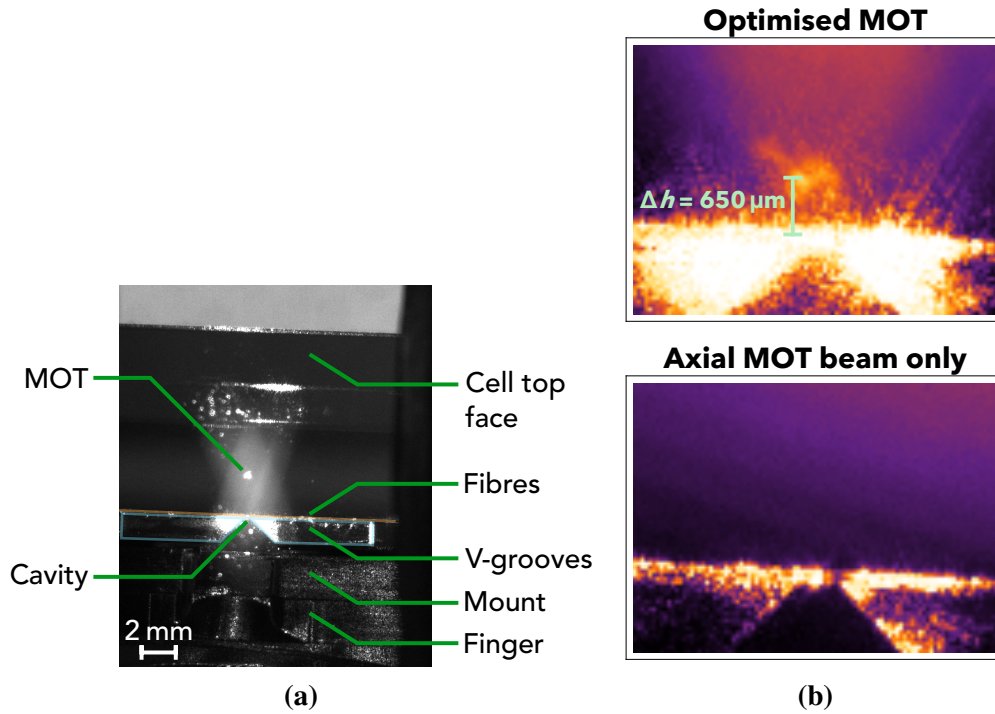 Optimised MOT
Δh = 650 μm
Axial MOT beam only
MOT
Cell top
face
Fibres
V-grooves
Cavity
Mount
Finger
2 mm
(a)
(b)